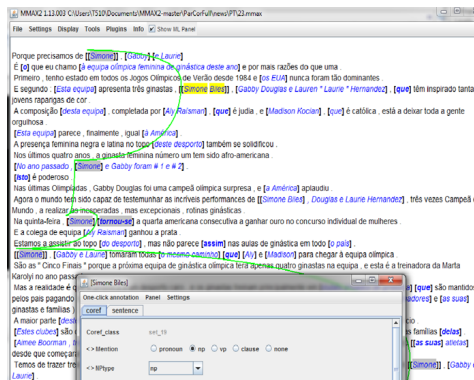 MMAX2 1.13.003 C:\Users\TS10\Documents\MMAX2-master\ParCorFull\news\PT\23.mmax
File Settings Display Tools Plugins Info Show ML Panel
Porque precisamos de [[Simone]] , [Gabby] [e Laurie]
É [o] que eu chamo [à equipa olímpica feminina de ginástica deste ano] e por mais razões do que uma .
Primeiro , tenho estado em todos os Jogos Olímpicos de Verão desde 1984 e [os EUA] nunca foram tão dominantes .
E segundo : [Esta equipa] apresenta três ginastas , [[Simone Biles]] , [Gabby Douglas e Lauren " Laurie " Hernandez] , [que] têm inspirado tanta
jovens raparigas de cor .
A composição [desta equipa] , completada por [Aly Raisman] , [que] é judia , e [Madison Kocian] , [que] é católica , está a deixar toda a gente
orgulhosa .
[Esta equipa] parece , finalmente , igual [à América] .
A presença feminina negra e latina no topo [deste desporto] também se solidificou .
Nos últimos quatro anos , a ginasta feminina número um tem sido afro-americana .
[No ano passado , [Simone] e Gabby foram # 1 e # 2] .
[Isto] é poderoso .
Nas últimas Olimpíadas , Gabby Douglas foi uma campeã olímpica surpresa , e [a América] aplaudiu .
Agora o mundo tem sido capaz de testemunhar as incríveis performances de [[Simone Biles] , Douglas e Laurie Hernandez] , três vezes Campeã
Mundo , a realizar as inesperadas , mas excepcionais , rotinas ginásticas .
Na quinta-feira , [Simone] [tornou-se] a quarta americana consecutiva a ganhar ouro no concurso individual de mulheres .
E a colega de equipa [Aly Raisman] ganhou a prata .
Estamos a assistir ao topo [do desporto] , mas não parece [assim] nas aulas de ginástica em todo [o país] .
[[Simone]] , [Gabby e Laurie] tomaram todas [o mesmo caminho] [que] [Aly] e [Madison] para chegar à equipa olímpica .
São as " Cinco Finais " porque a próxima equipa de ginástica olímpica terá apenas quatro ginastas na equipa , e esta é a treinadora da Marta
Karolyi no ano pass
Mas a realidade é q
[que] são mantidos
pelos pais pagando
adores] e [as suas]
ginastas e famílias )
A maior parte [dest
[Estes clubes] são
as famílias [delas] .
[Aimee Boorman , t
[[as suas] atletas]
desde que começara
Temos de trazer tre
[[Simone]] , [Gabby e
Laurie] .
[Simone Biles]
One-click annotation Panel Settings
coref sentence
Coref_class set_18
<> Mention pronoun np vp clause none
<> NPtype np